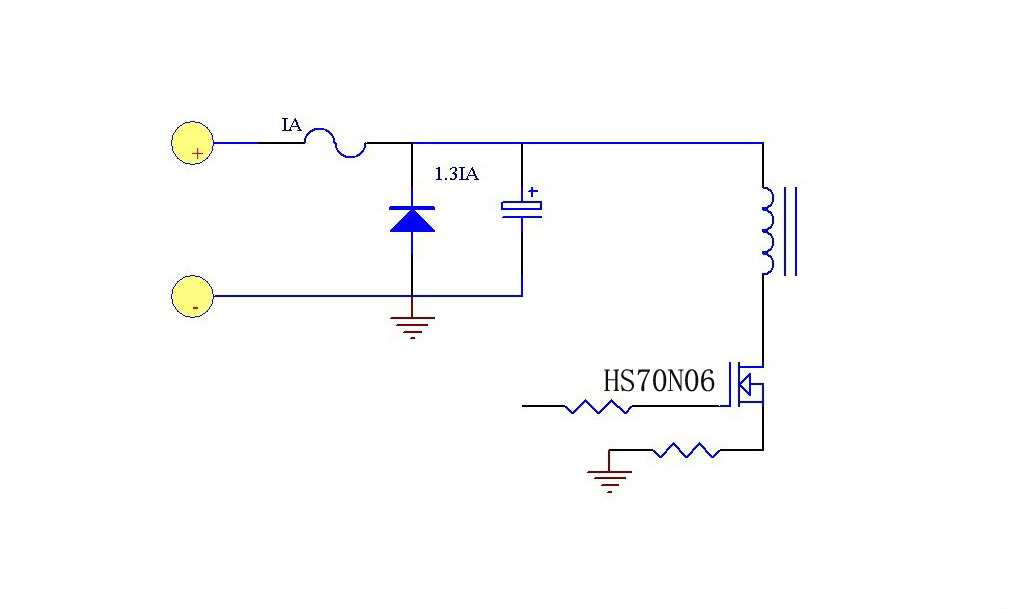 IA
+
1.3IA
+
-
HS70N06